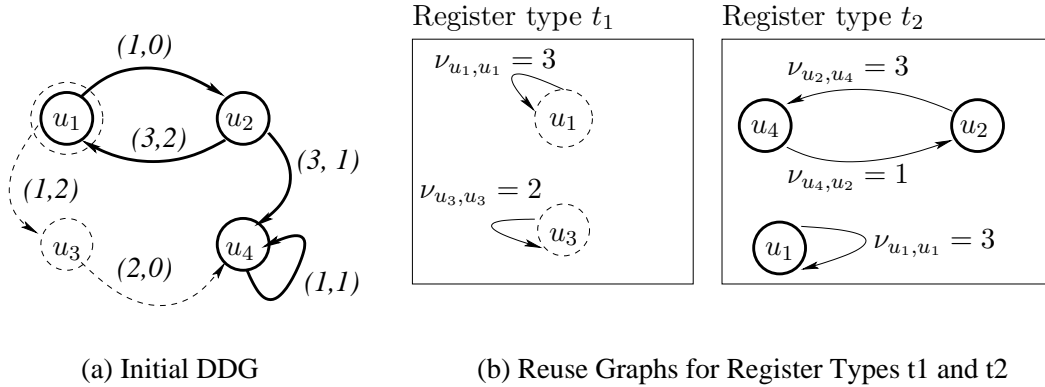 Register type t₁
Register type t₂
(1,0)
u₁
u₂
(3,2)
(3, 1)
(1,2)
u₃
u₄
(2,0)
(1,1)
ν_{u₁,u₁} = 3
u₁
ν_{u₃,u₃} = 2
u₃
ν_{u₂,u₄} = 3
u₄
u₂
ν_{u₄,u₂} = 1
u₁
ν_{u₁,u₁} = 3
(a) Initial DDG
(b) Reuse Graphs for Register Types t1 and t2